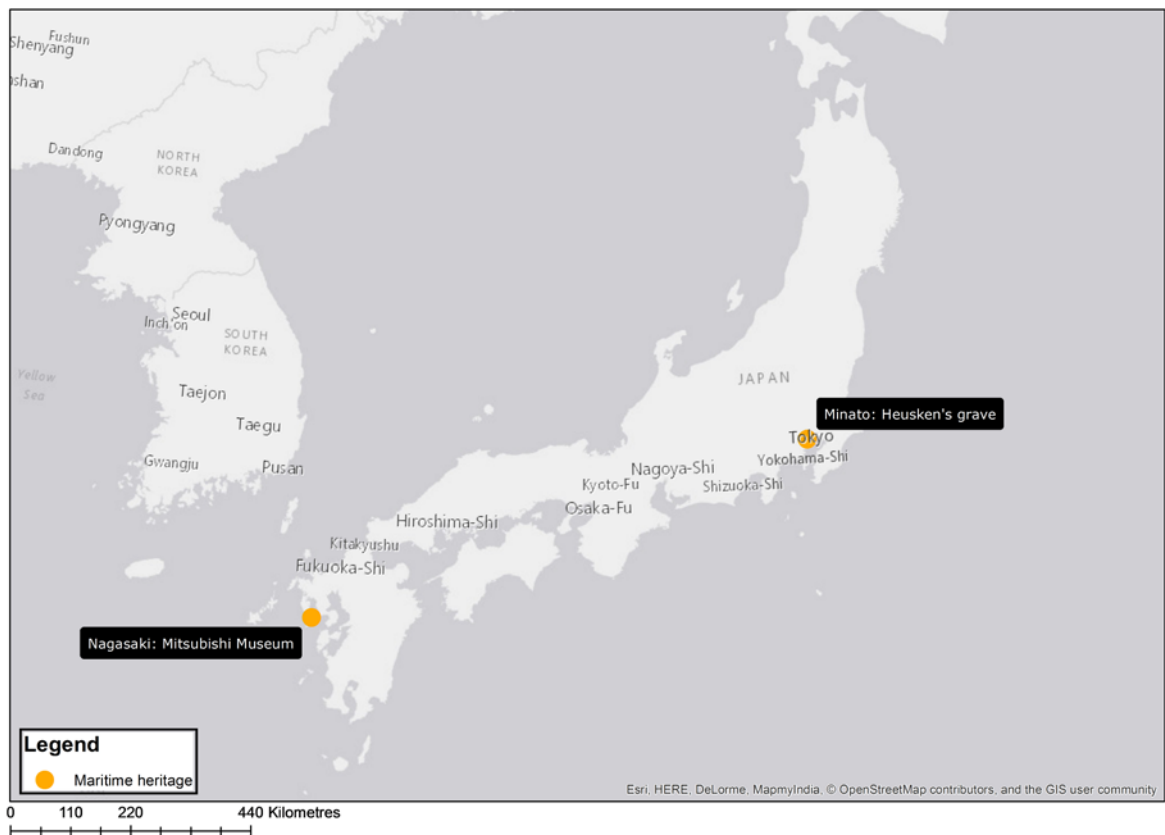 Fushun
Shenyang
nshan
Dandong
NORTH
KOREA
Pyongyang
Seoul
Inch'on
SOUTH
KOREA
Yellow
Sea
Taejon
Taegu
Gwangju
Pusan
JAPAN
Minato: Heusken's grave
Tokyo
Yokohama-Shi
Nagoya-Shi
Kyoto-Fu
Shizuoka-Shi
Osaka-Fu
Hiroshima-Shi
Kitakyushu
Fukuoka-Shi
Nagasaki: Mitsubishi Museum
Legend
Maritime heritage
Esri, HERE, DeLorme, MapmyIndia, © OpenStreetMap contributors, and the GIS user community
0 110 220 440 Kilometres